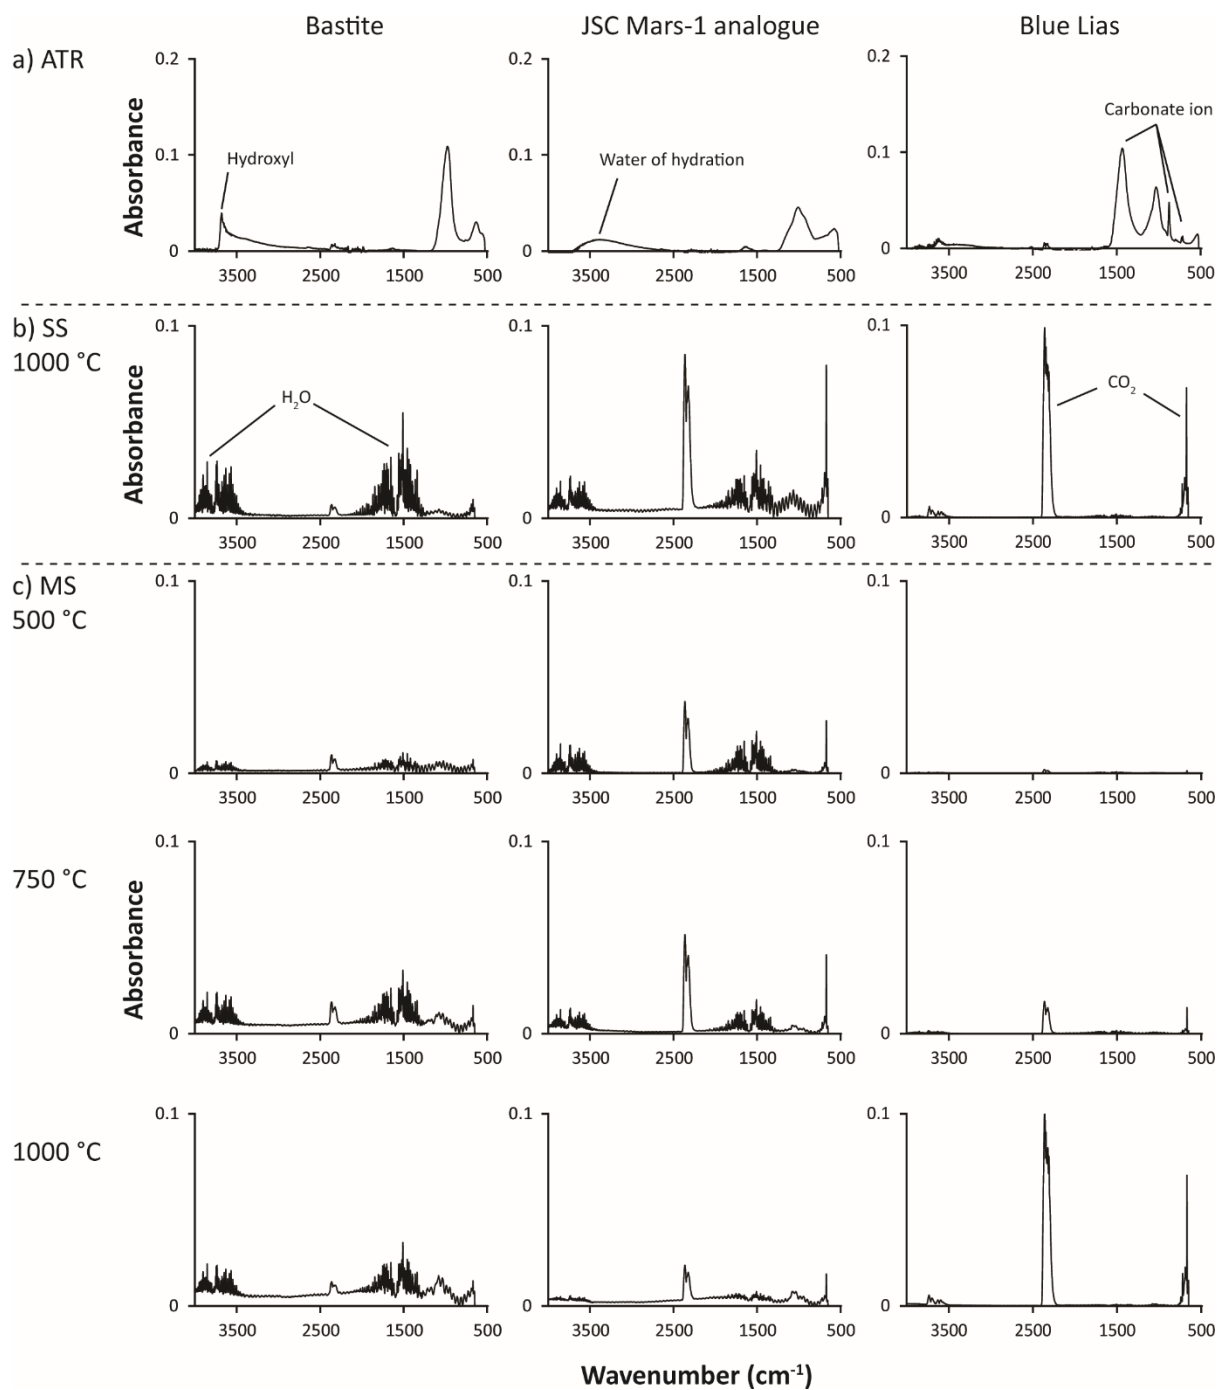 Bastite JSC Mars-1 analogue Blue Lias
a) ATR
0.2 0.2 0.2
Carbonate ion
Hydroxyl Water of hydration
0.1 0.1 0.1
Absorbance
0 0 0
3500 2500 1500 500 3500 2500 1500 500 3500 2500 1500 500
b) SS
1000 °C
0.1 0.1 0.1
H₂O CO₂
Absorbance
0 0 0
3500 2500 1500 500 3500 2500 1500 500 3500 2500 1500 500
c) MS
500 °C
0.1 0.1 0.1
0 0 0
3500 2500 1500 500 3500 2500 1500 500 3500 2500 1500 500
0.1 0.1 0.1
750 °C
Absorbance
0 0 0
3500 2500 1500 500 3500 2500 1500 500 3500 2500 1500 500
0.1 0.1 0.1
1000 °C
0 0 0
3500 2500 1500 500 3500 2500 1500 500 3500 2500 1500 500
Wavenumber (cm⁻¹)